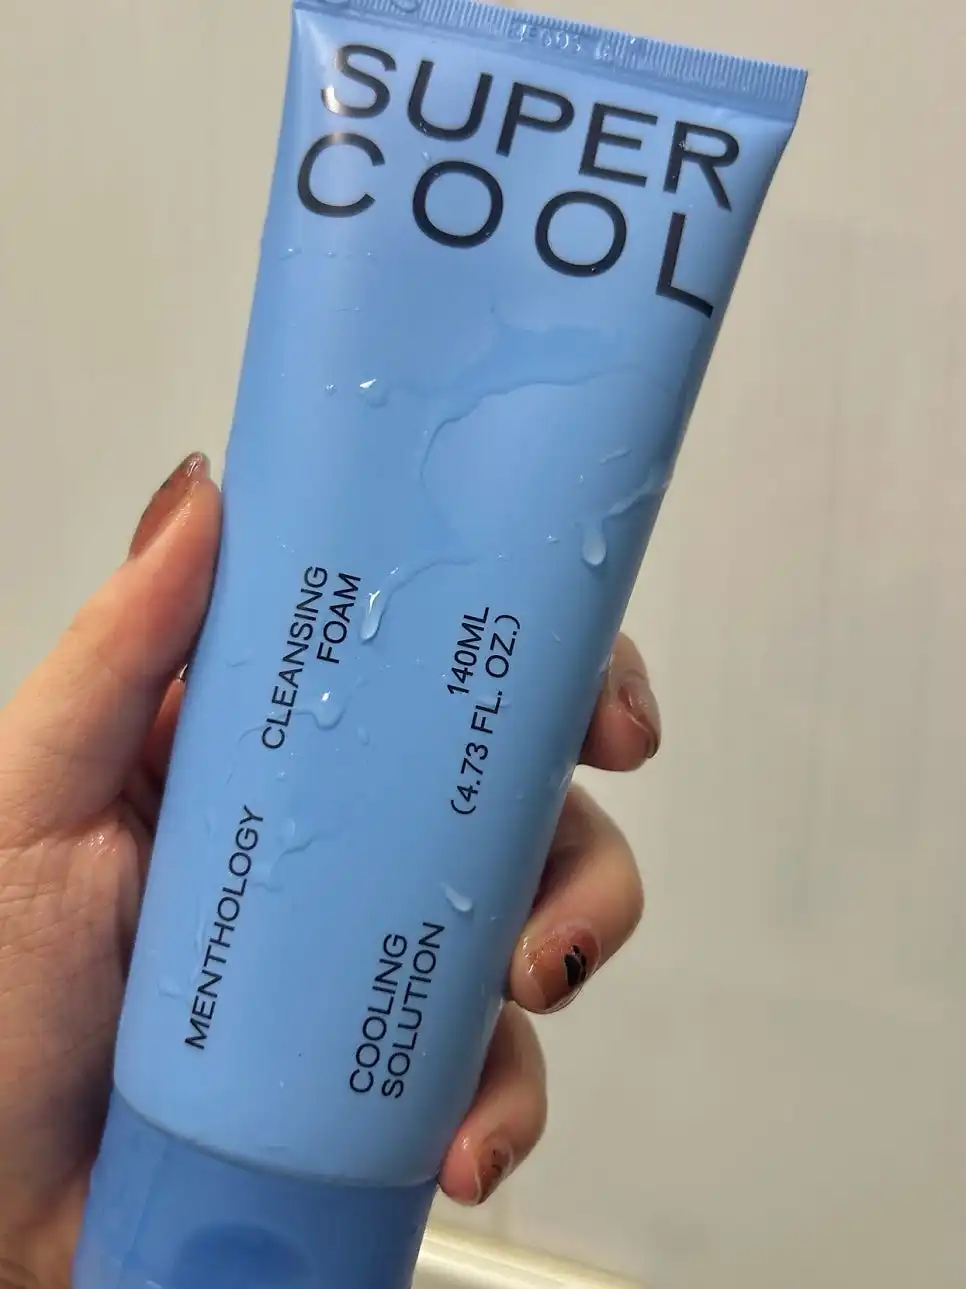 SUPER
COOL
MENTHOLOGY
CLEANSING
FOAM
140ML
(4.73 FL. OZ.)
COOLING
SOLUTION